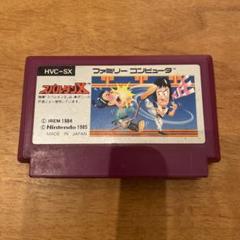 HVC-SX
ファミリー コンピュータ
スパルタンX
© IREM 1984
© Nintendo 1985
MADE IN JAPAN